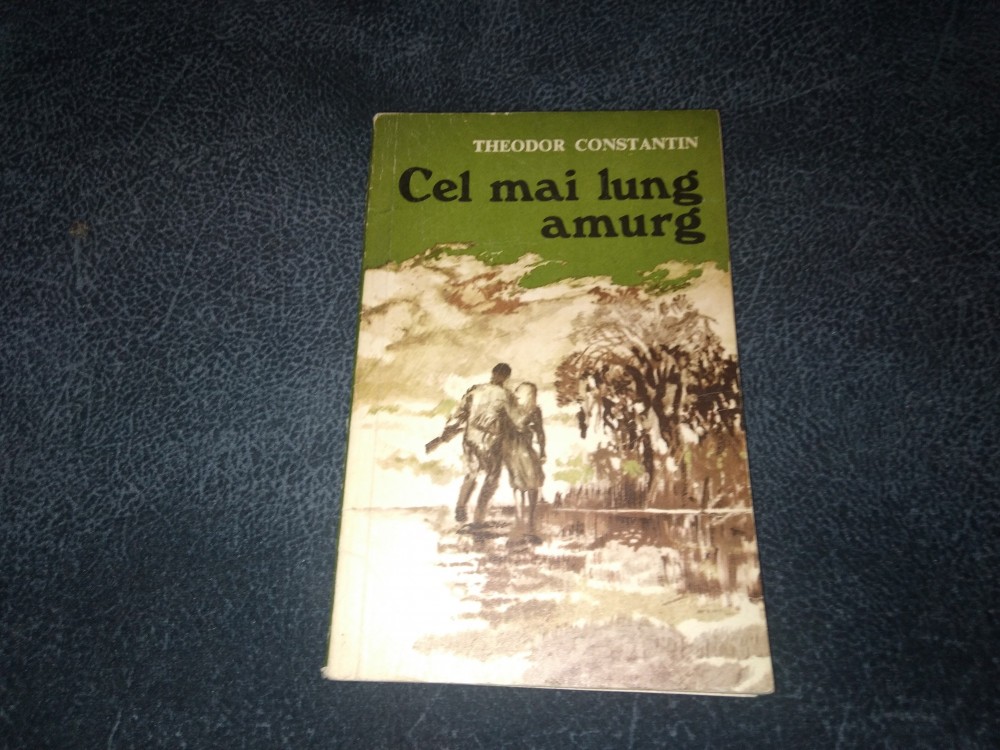 THEODOR CONSTANTIN
Cel mai lung
amurg